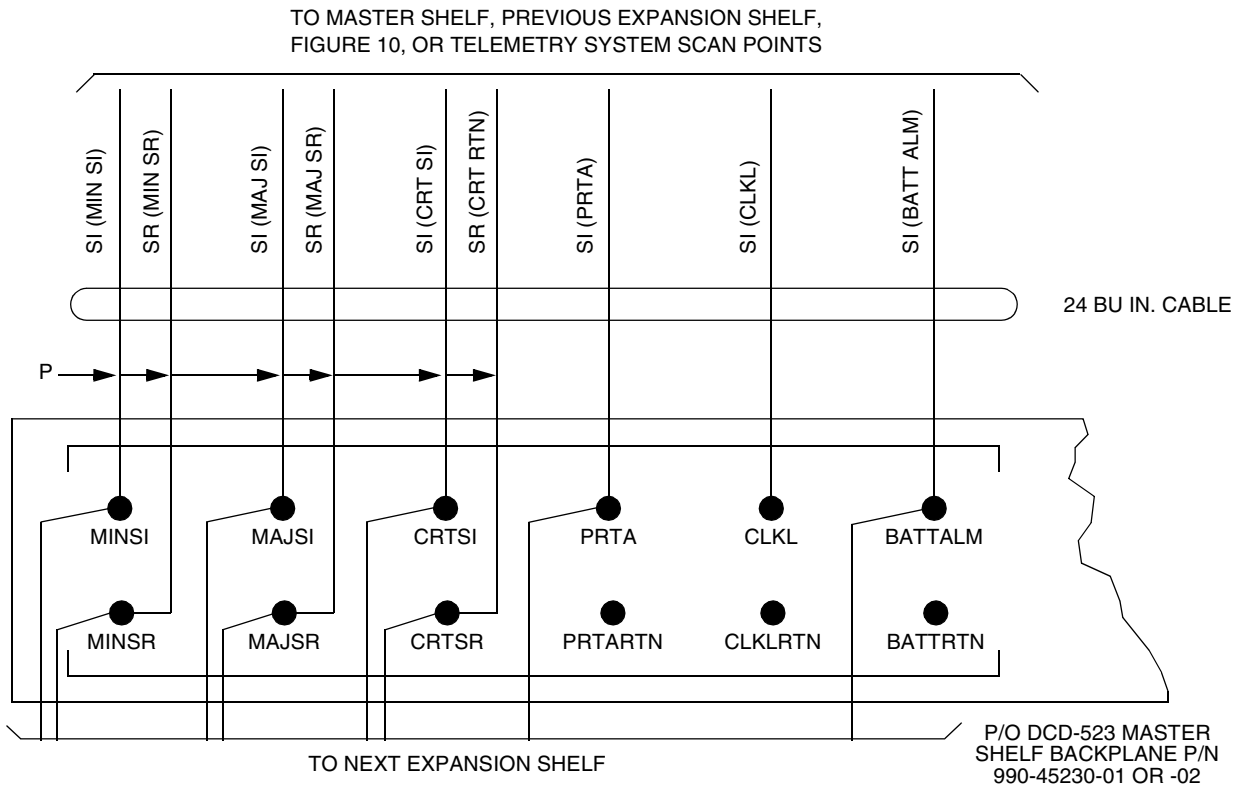 TO MASTER SHELF, PREVIOUS EXPANSION SHELF,
FIGURE 10, OR TELEMETRY SYSTEM SCAN POINTS
SI (MIN SI)
SR (MIN SR)
SI (MAJ SI)
SR (MAJ SR)
SI (CRT SI)
SR (CRT RTN)
SI (PRTA)
SI (CLKL)
SI (BATT ALM)
24 BU IN. CABLE
P
MINSI
MAJSI
CRTSI
PRTA
CLKL
BATTALM
MINSR
MAJSR
CRTSR
PRTARTN
CLKLRTN
BATTRTN
TO NEXT EXPANSION SHELF
P/O DCD-523 MASTER
SHELF BACKPLANE P/N
990-45230-01 OR -02